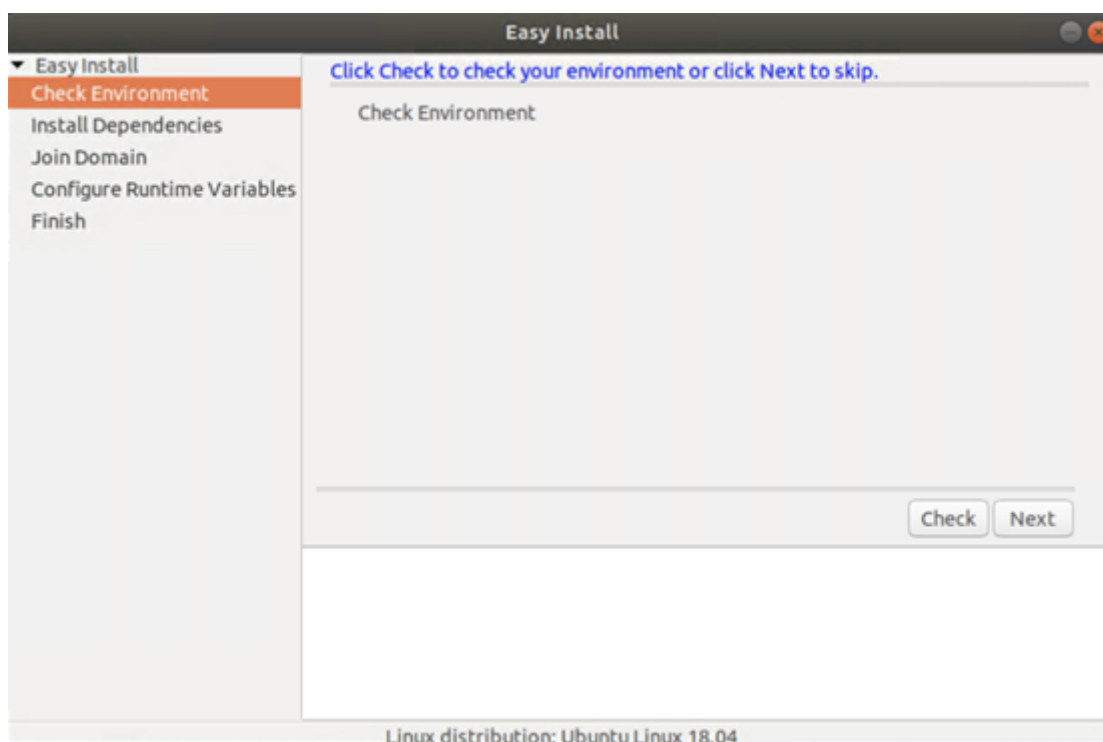 Easy Install
Easy Install
Check Environment
Install Dependencies
Join Domain
Configure Runtime Variables
Finish
Click Check to check your environment or click Next to skip.
Check Environment
Check
Next
Linux distribution: Ubuntu Linux 18.04